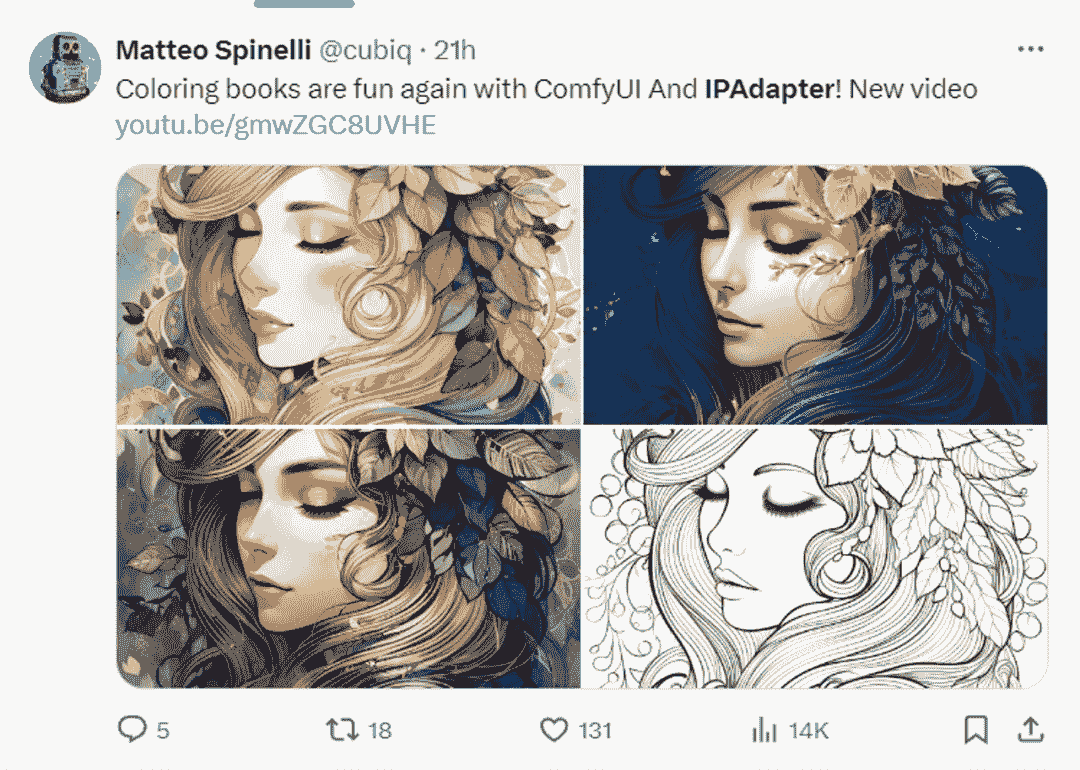 Matteo Spinelli @cubiq · 21h
Coloring books are fun again with ComfyUI And IPAdapter! New video
youtu.be/gmwZGC8UVHE
5 18 131 14K